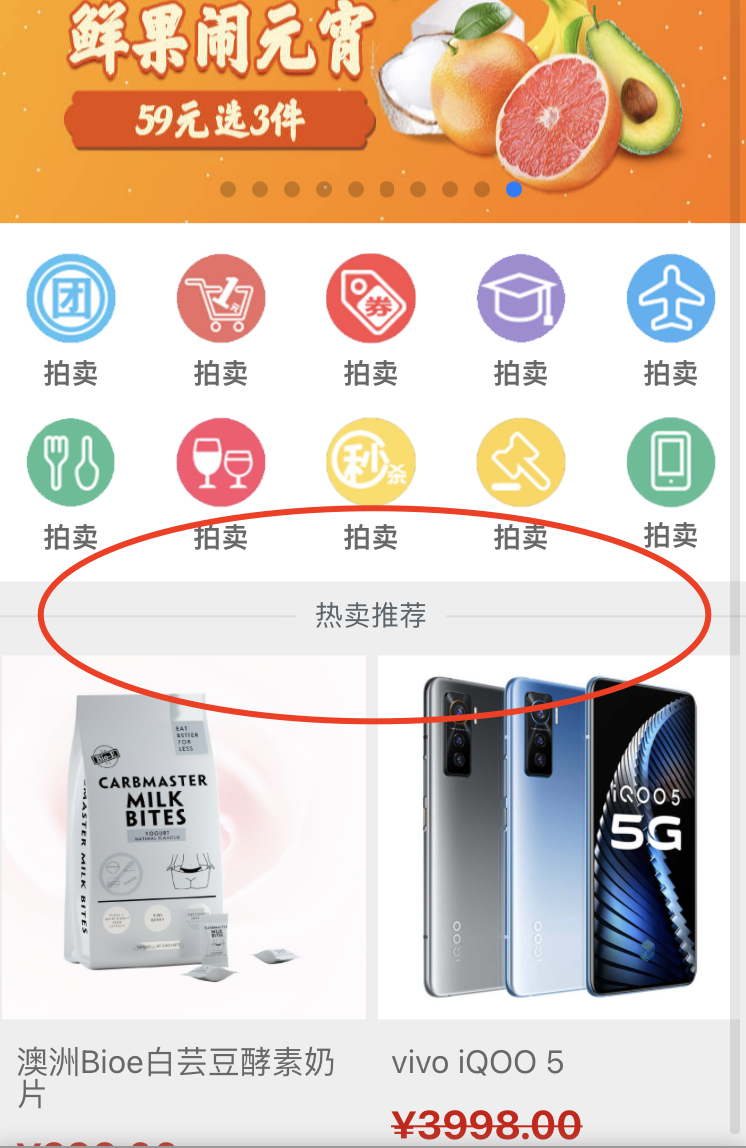 鲜果闹元宵
59元选3件
团
券
拍卖 拍卖 拍卖 拍卖 拍卖
秒杀
拍卖 拍卖 拍卖 拍卖 拍卖
热卖推荐
EAT
BETTER
FOR
LESS
Bio-E
CARBMASTER
MILK
BITES
YOGURT
NATURAL FLAVOUR
CARBMASTER MILK BITES
iQOO 5
5G
iQOO
iQOO
澳洲Bioe白芸豆酵素奶
片
vivo iQOO 5
¥3998.00